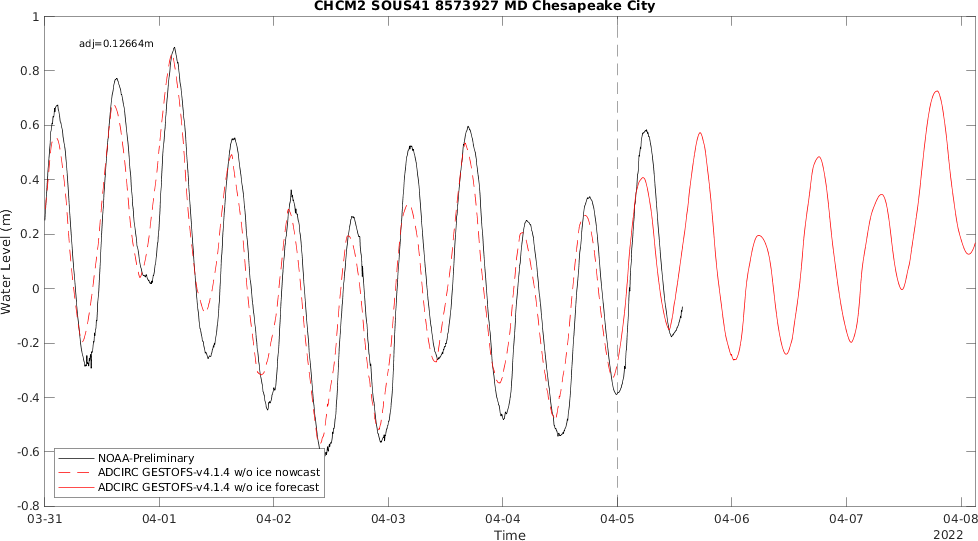 CHCM2 SOUS41 8573927 MD Chesapeake City
adj=0.12664m
Water Level (m)
1
0.8
0.6
0.4
0.2
0
-0.2
-0.4
-0.6
-0.8
NOAA-Preliminary
ADCIRC GESTOFS-v4.1.4 w/o ice nowcast
ADCIRC GESTOFS-v4.1.4 w/o ice forecast
03-31 04-01 04-02 04-03 04-04 04-05 04-06 04-07 04-08
Time
2022